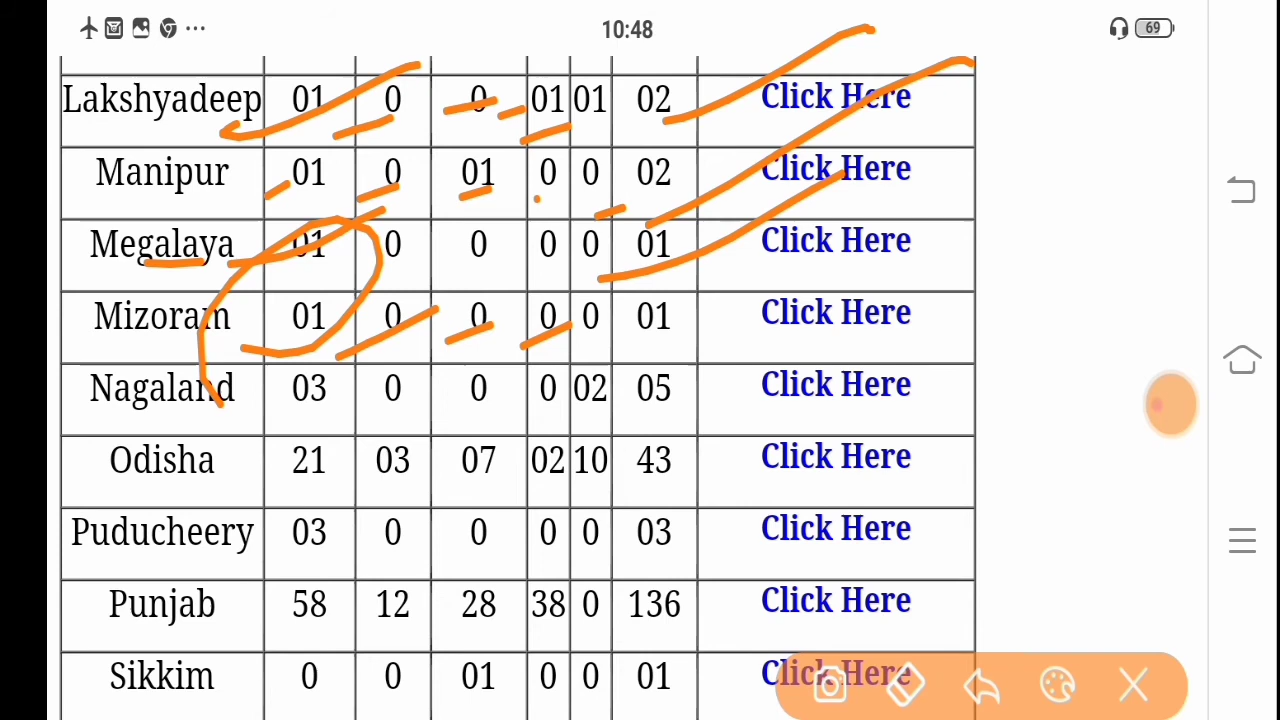 10:48
69
Lakshyadeep 01 0 0 01 01 02 Click Here
Manipur 01 0 01 0 0 02 Click Here
Megalaya 01 0 0 0 0 01 Click Here
Mizoram 01 0 0 0 0 01 Click Here
Nagaland 03 0 0 0 02 05 Click Here
Odisha 21 03 07 02 10 43 Click Here
Puducheery 03 0 0 0 0 03 Click Here
Punjab 58 12 28 38 0 136 Click Here
Sikkim 0 0 01 0 0 01 Click Here